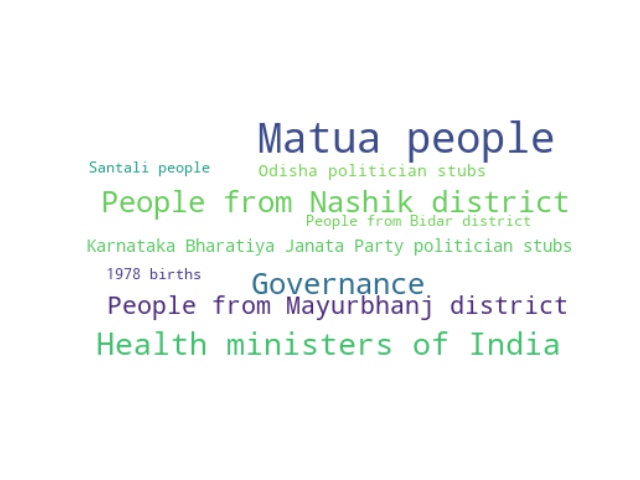 Matua people
Santali people
Odisha politician stubs
People from Nashik district
People from Bidar district
Karnataka Bharatiya Janata Party politician stubs
1978 births
Governance
People from Mayurbhanj district
Health ministers of India